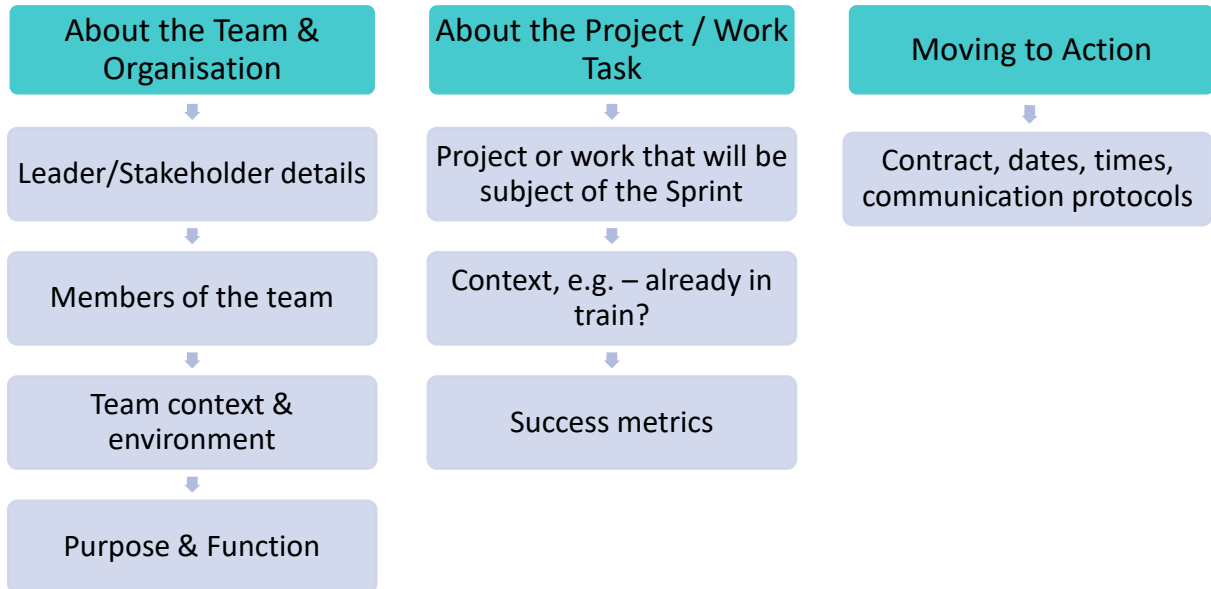 About the Team &
Organisation
Leader/Stakeholder details
Members of the team
Team context &
environment
Purpose & Function
About the Project / Work
Task
Project or work that will be
subject of the Sprint
Context, e.g. – already in
train?
Success metrics
Moving to Action
Contract, dates, times,
communication protocols